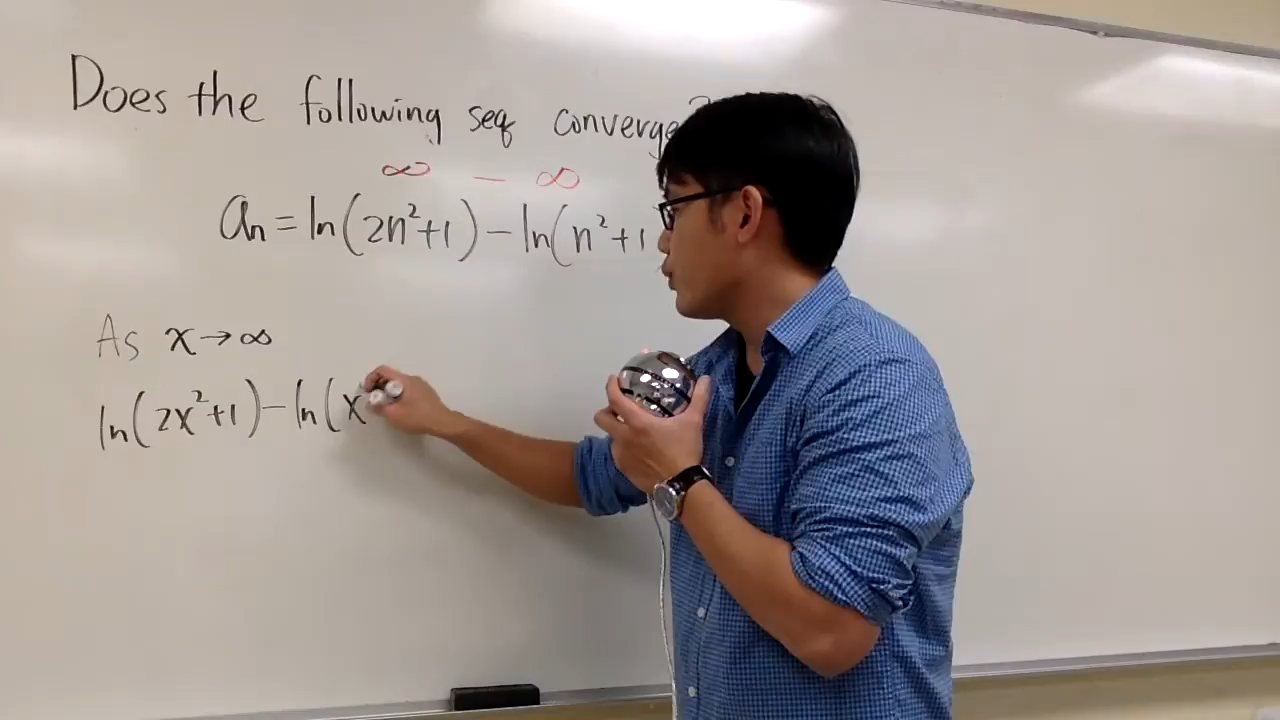 Does the following seq converge?
∞ − ∞
aₙ = ln(2n²+1) − ln(n²+1
As x→∞
ln(2x²+1) − ln(x